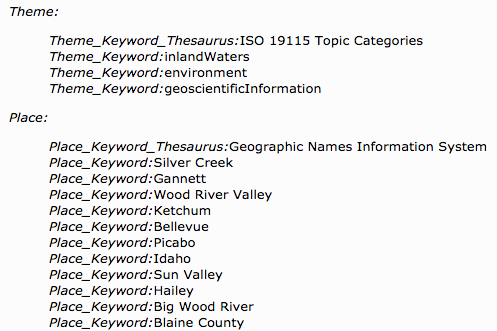 Theme:
Theme_Keyword_Thesaurus:ISO 19115 Topic Categories
Theme_Keyword:inlandWaters
Theme_Keyword:environment
Theme_Keyword:geoscientificInformation
Place:
Place_Keyword_Thesaurus:Geographic Names Information System
Place_Keyword:Silver Creek
Place_Keyword:Gannett
Place_Keyword:Wood River Valley
Place_Keyword:Ketchum
Place_Keyword:Bellevue
Place_Keyword:Picabo
Place_Keyword:Idaho
Place_Keyword:Sun Valley
Place_Keyword:Hailey
Place_Keyword:Big Wood River
Place_Keyword:Blaine County